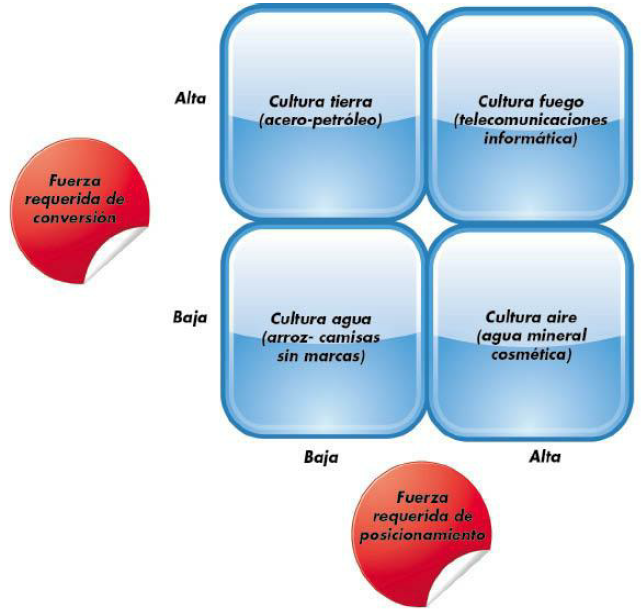 Alta
Cultura tierra
(acero-petróleo)
Cultura fuego
(telecomunicaciones
informática)
Fuerza
requerida de
conversión
Baja
Cultura agua
(arroz- camisas
sin marcas)
Cultura aire
(agua mineral
cosmética)
Baja
Alta
Fuerza
requerida de
posicionamiento